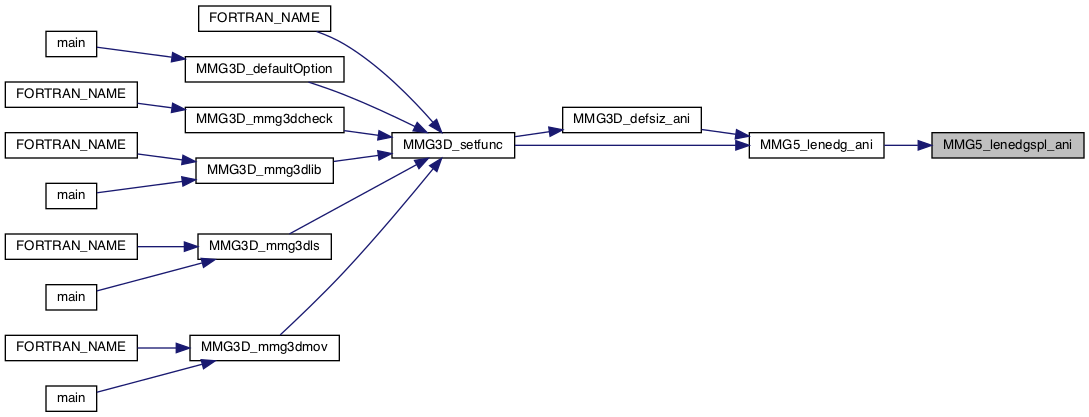 FORTRAN_NAME
main
MMG3D_defaultOption
FORTRAN_NAME
MMG3D_mmg3dcheck
MMG3D_defsiz_ani
FORTRAN_NAME
MMG3D_setfunc
MMG5_lenedg_ani
MMG5_lenedgspl_ani
MMG3D_mmg3dlib
main
FORTRAN_NAME
MMG3D_mmg3dls
main
FORTRAN_NAME
MMG3D_mmg3dmov
main